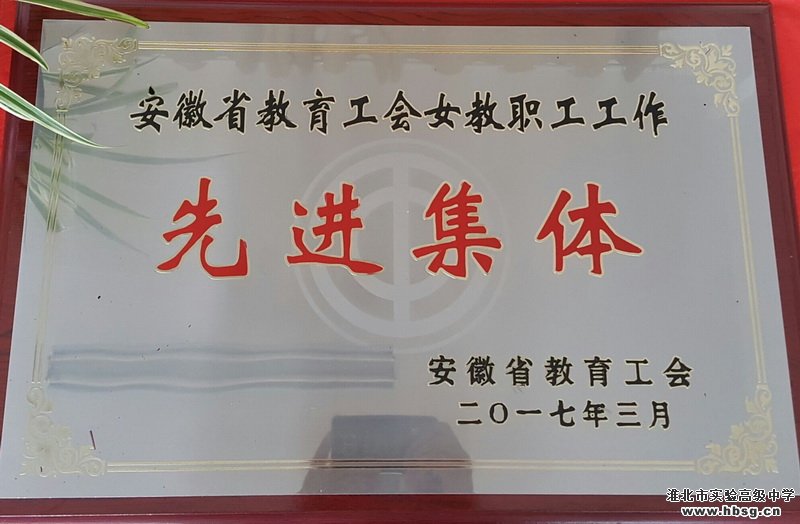 安徽省教育工会女教职工工作
先进集体
安徽省教育工会
二〇一七年三月
淮北市实验高级中学
www.hbsg.cn